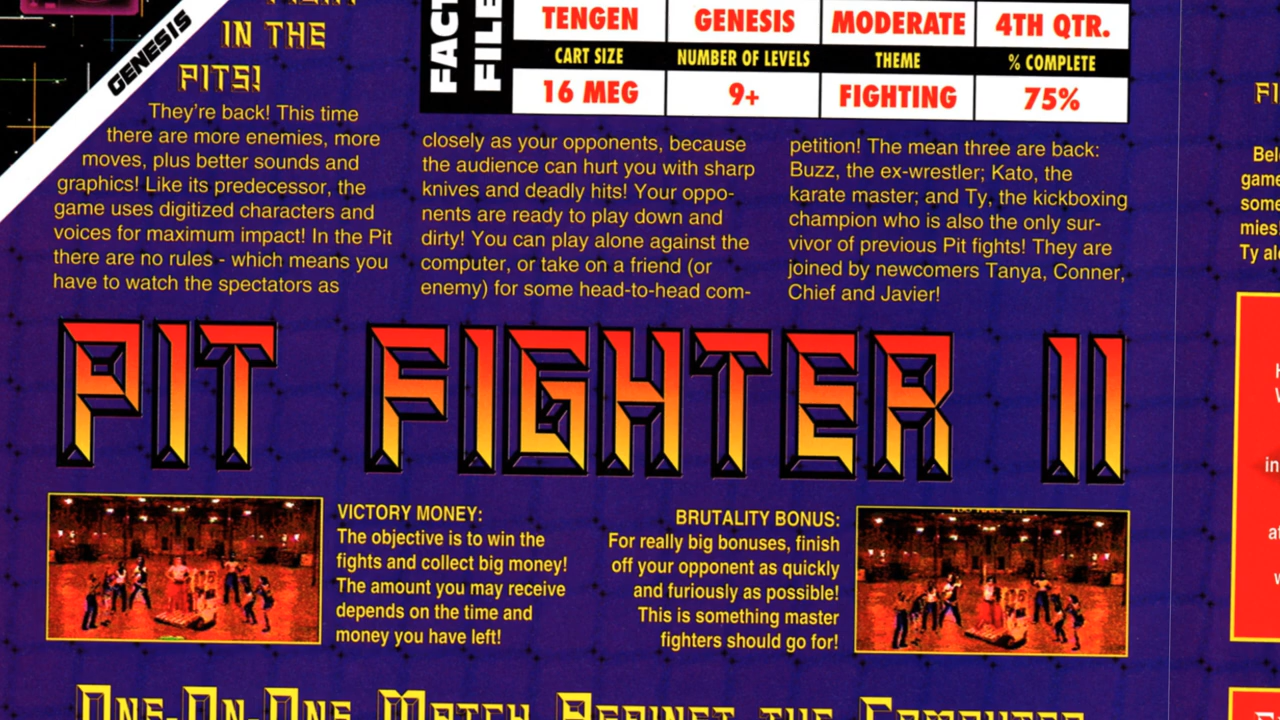 GENESIS
IN THE
PITS!
FACT
FILE
TENGEN GENESIS MODERATE 4TH QTR.
CART SIZE NUMBER OF LEVELS THEME % COMPLETE
16 MEG 9+ FIGHTING 75%
They're back! This time
there are more enemies, more
moves, plus better sounds and
graphics! Like its predecessor, the
game uses digitized characters and
voices for maximum impact! In the Pit
there are no rules - which means you
have to watch the spectators as
closely as your opponents, because
the audience can hurt you with sharp
knives and deadly hits! Your oppo-
nents are ready to play down and
dirty! You can play alone against the
computer, or take on a friend (or
enemy) for some head-to-head com-
petition! The mean three are back:
Buzz, the ex-wrestler; Kato, the
karate master; and Ty, the kickboxing
champion who is also the only sur-
vivor of previous Pit fights! They are
joined by newcomers Tanya, Conner,
Chief and Javier!
PIT FIGHTER II
VICTORY MONEY:
The objective is to win the
fights and collect big money!
The amount you may receive
depends on the time and
money you have left!
BRUTALITY BONUS:
For really big bonuses, finish
off your opponent as quickly
and furiously as possible!
This is something master
fighters should go for!
ONE-ON-ONE MATCH AGAINST THE COMPUTER